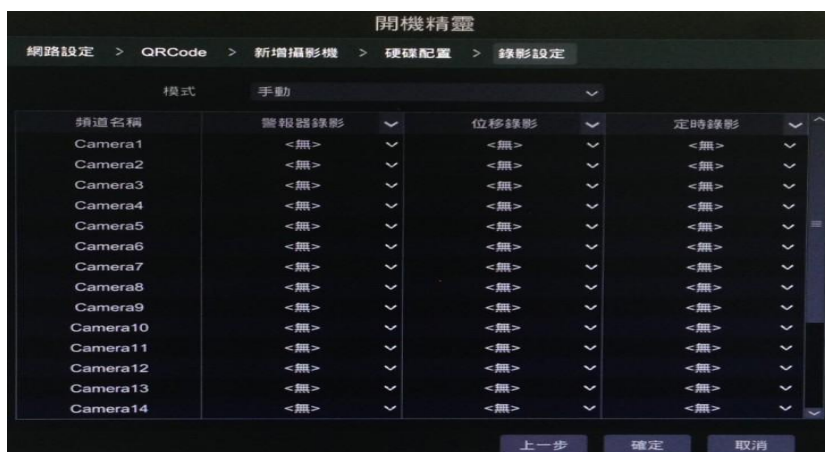 開機精靈
網路設定 > QRCode > 新增攝影機 > 硬碟配置 > 錄影設定
模式 手動
頻道名稱 警報器錄影 位移錄影 定時錄影
Camera1 <無> <無> <無>
Camera2 <無> <無> <無>
Camera3 <無> <無> <無>
Camera4 <無> <無> <無>
Camera5 <無> <無> <無>
Camera6 <無> <無> <無>
Camera7 <無> <無> <無>
Camera8 <無> <無> <無>
Camera9 <無> <無> <無>
Camera10 <無> <無> <無>
Camera11 <無> <無> <無>
Camera12 <無> <無> <無>
Camera13 <無> <無> <無>
Camera14 <無> <無> <無>
上一步 確定 取消